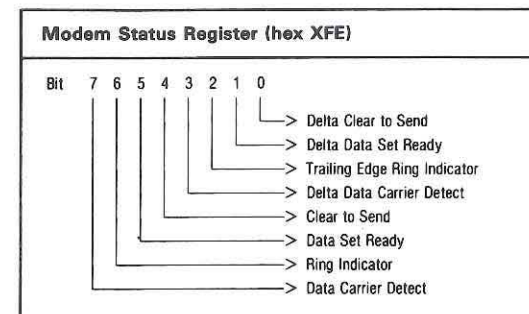 Modem Status Register (hex XFE)
Bit 7 6 5 4 3 2 1 0
Delta Clear to Send
Delta Data Set Ready
Trailing Edge Ring Indicator
Delta Data Carrier Detect
Clear to Send
Data Set Ready
Ring Indicator
Data Carrier Detect